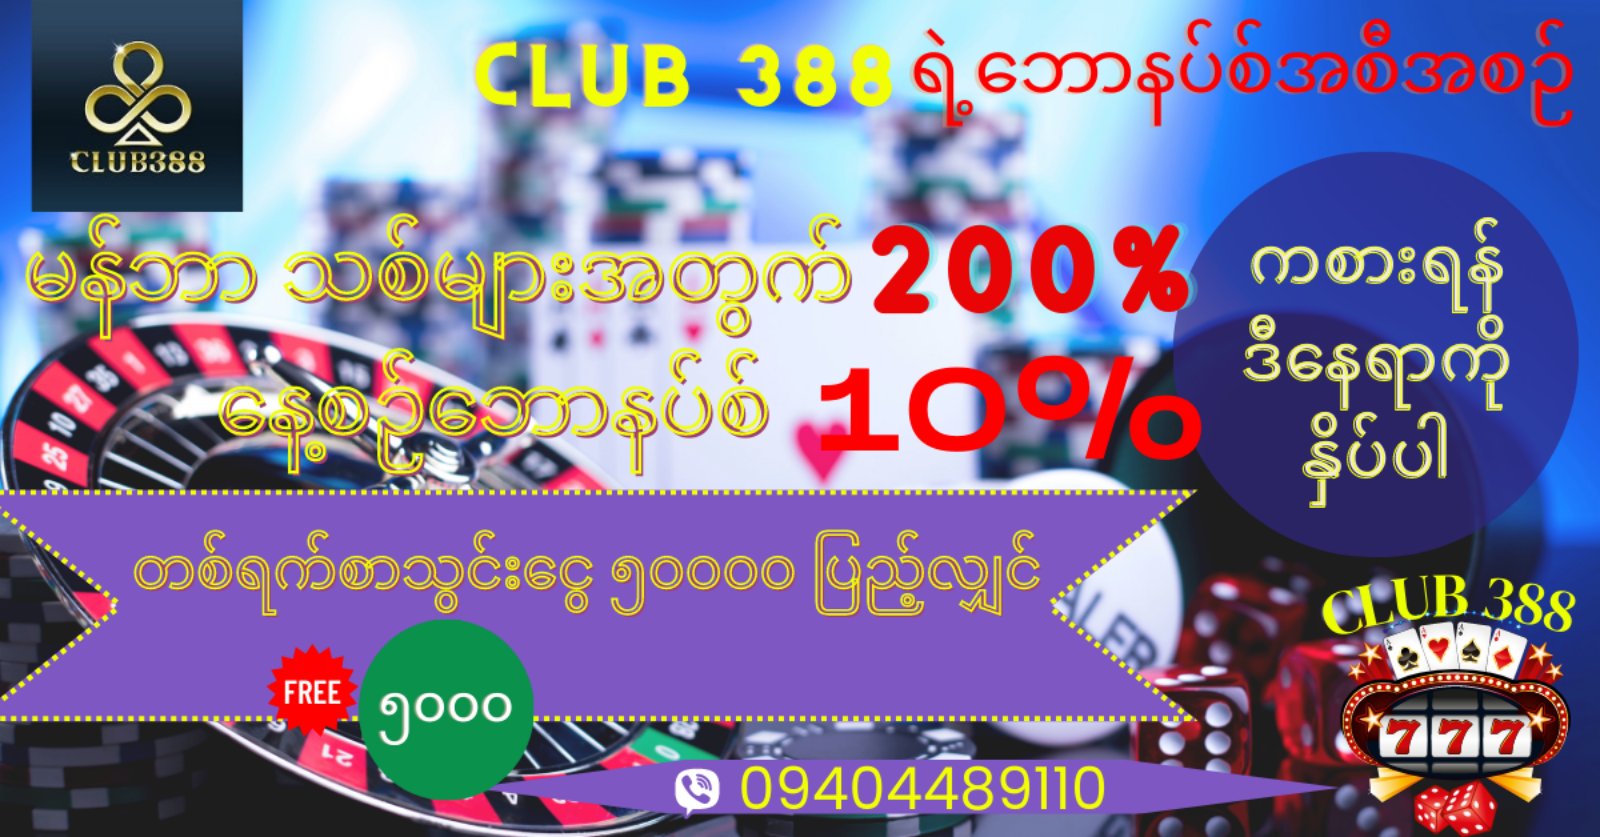 CLUB388
CLUB 388 ရဲ့ဘောနပ်စ်အစီအစဉ်
မန်ဘာ သစ်များအတွက် 200%
နေ့စဉ်ဘောနပ်စ် 10%
ကစားရန်
ဒီနေရာကို
နှိပ်ပါ
တစ်ရက်စာသွင်းငွေ ၅၀၀၀၀ ပြည့်လျှင်
FREE
၅၀၀၀
CLUB 388
777
09404489110